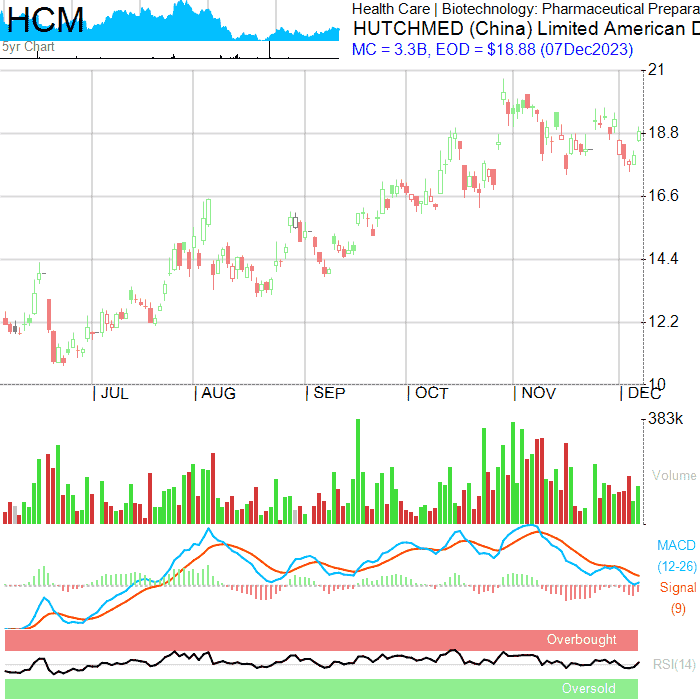 HCM
5yr Chart
Health Care | Biotechnology: Pharmaceutical Prepara
HUTCHMED (China) Limited American D
MC = 3.3B, EOD = $18.88 (07Dec2023)
21
18.8
16.6
14.4
12.2
10
| JUL | AUG | SEP | OCT | NOV | DEC
383k
Volume
MACD
(12-26)
Signal
(9)
Overbought
RSI(14)
Oversold